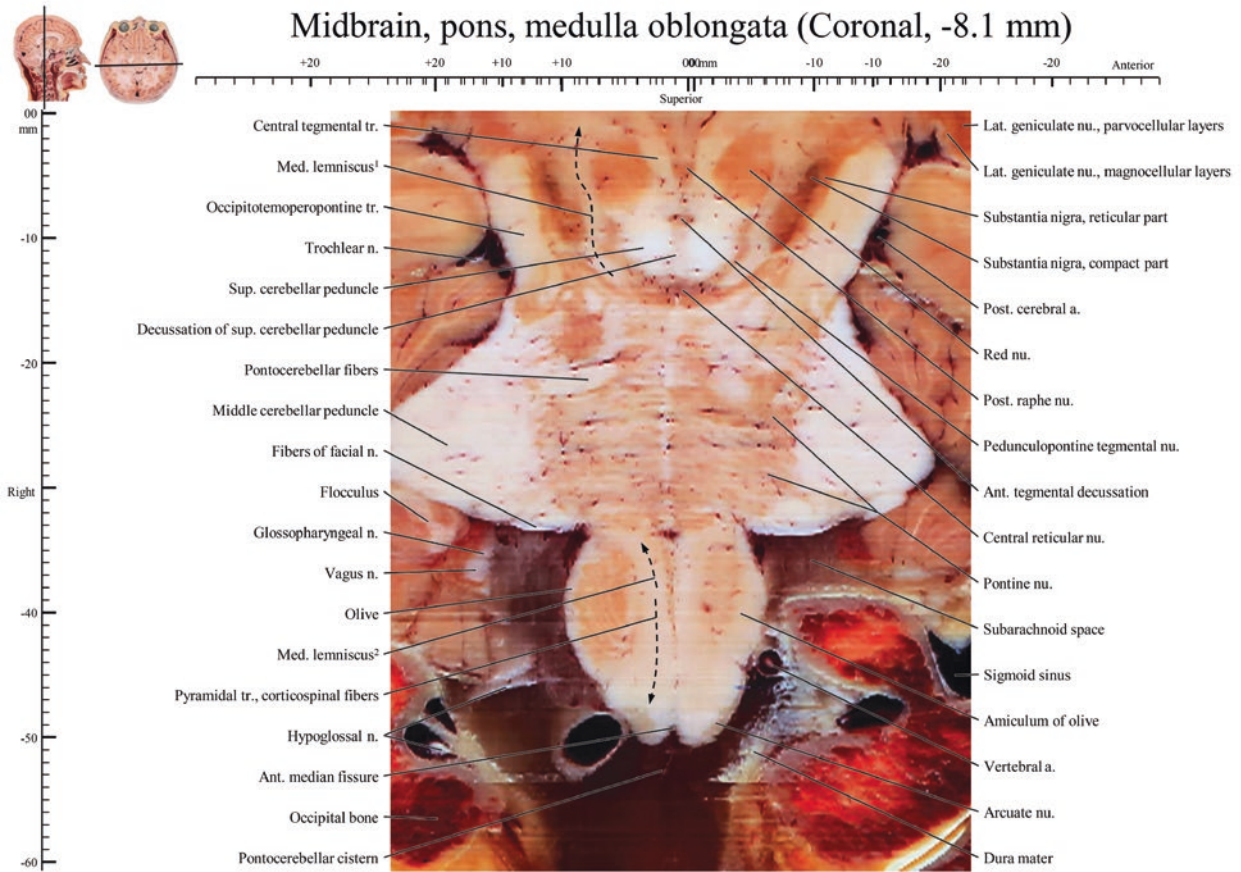 Midbrain, pons, medulla oblongata (Coronal, -8.1 mm)
+20 +20 +10 +10 00 mm -10 -10 -20 -20 Anterior
Superior
00
mm
-10
-20
Right
-40
-50
-60
Central tegmental tr.
Med. lemniscus¹
Occipitotemoperopontine tr.
Trochlear n.
Sup. cerebellar peduncle
Decussation of sup. cerebellar peduncle
Pontocerebellar fibers
Middle cerebellar peduncle
Fibers of facial n.
Flocculus
Glossopharyngeal n.
Vagus n.
Olive
Med. lemniscus²
Pyramidal tr., corticospinal fibers
Hypoglossal n.
Ant. median fissure
Occipital bone
Pontocerebellar cistern
Lat. geniculate nu., parvocellular layers
Lat. geniculate nu., magnocellular layers
Substantia nigra, reticular part
Substantia nigra, compact part
Post. cerebral a.
Red nu.
Post. raphe nu.
Pedunculopontine tegmental nu.
Ant. tegmental decussation
Central reticular nu.
Pontine nu.
Subarachnoid space
Sigmoid sinus
Amiculum of olive
Vertebral a.
Arcuate nu.
Dura mater